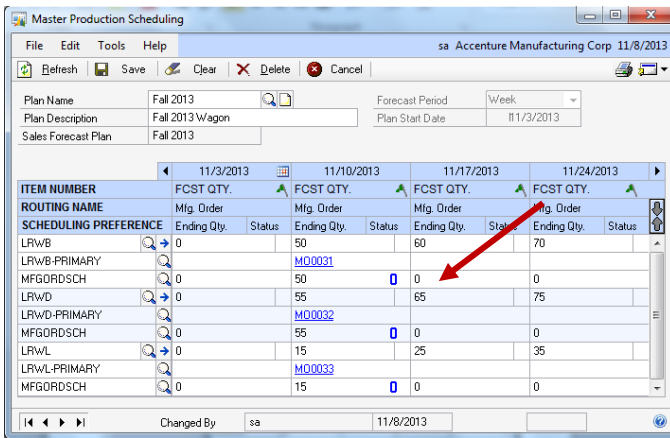 Master Production Scheduling
File Edit Tools Help sa Accenture Manufacturing Corp 11/8/2013
Refresh Save Clear Delete Cancel
Plan Name Fall 2013 Forecast Period Week
Plan Description Fall 2013 Wagon Plan Start Date 11/3/2013
Sales Forecast Plan Fall 2013
11/3/2013 11/10/2013 11/17/2013 11/24/2013
ITEM NUMBER FCST QTY. FCST QTY. FCST QTY. FCST QTY.
ROUTING NAME Mfg. Order Mfg. Order Mfg. Order Mfg. Order
SCHEDULING PREFERENCE Ending Qty. Status Ending Qty. Status Ending Qty. Status Ending Qty. Status
LRWB 0 50 60 70
LRWB-PRIMARY MO0031
MFGORDSCH 0 50 0 0 0
LRWD 0 55 65 75
LRWD-PRIMARY MO0032
MFGORDSCH 0 55 0 0 0
LRWL 0 15 25 35
LRWL-PRIMARY MO0033
MFGORDSCH 0 15 0 0 0
Changed By sa 11/8/2013